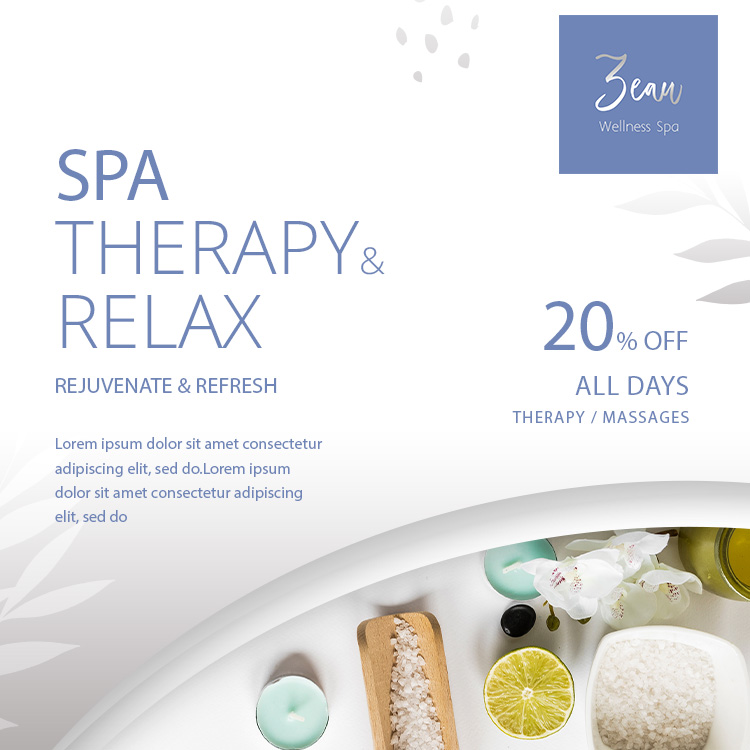 Zeau
Wellness Spa
SPA
THERAPY &
RELAX
REJUVENATE & REFRESH
20% OFF
ALL DAYS
THERAPY / MASSAGES
Lorem ipsum dolor sit amet consectetur
adipiscing elit, sed do.Lorem ipsum
dolor sit amet consectetur adipiscing
elit, sed do